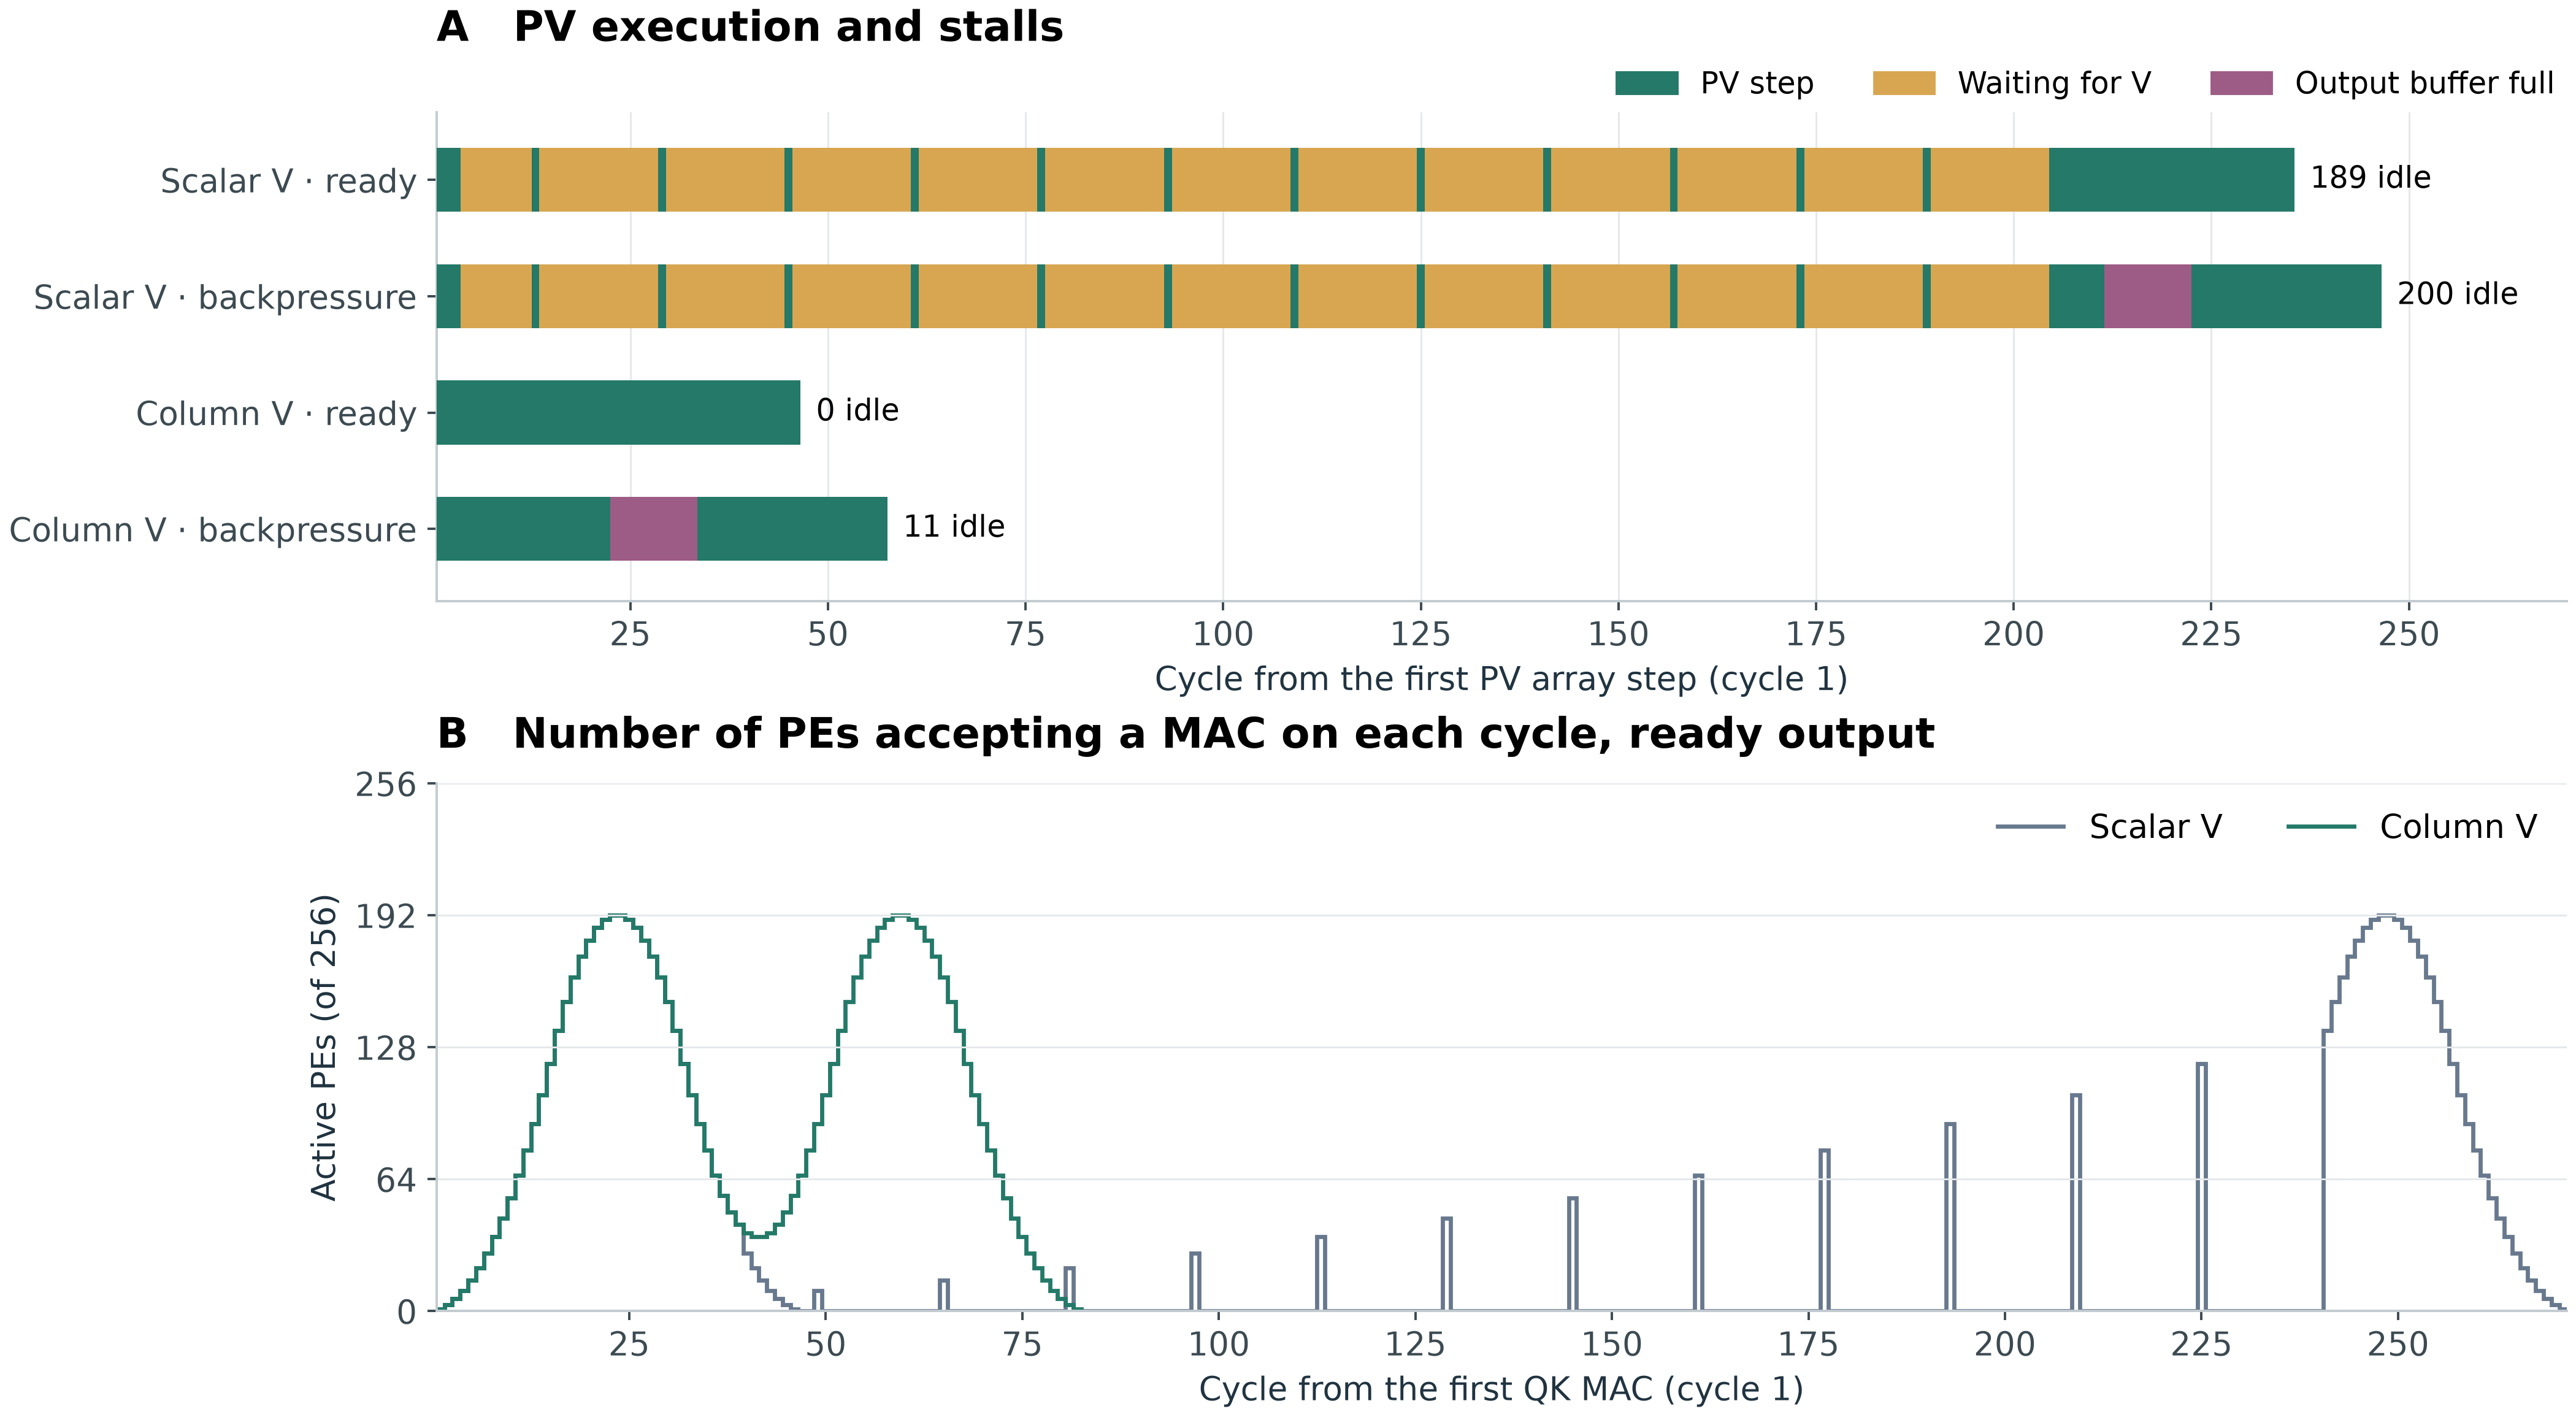 A PV execution and stalls
PV step Waiting for V Output buffer full
Scalar V · ready 189 idle
Scalar V · backpressure 200 idle
Column V · ready 0 idle
Column V · backpressure 11 idle
25 50 75 100 125 150 175 200 225 250
Cycle from the first PV array step (cycle 1)
B Number of PEs accepting a MAC on each cycle, ready output
Scalar V Column V
Active PEs (of 256)
256
192
128
64
0
25 50 75 100 125 150 175 200 225 250
Cycle from the first QK MAC (cycle 1)